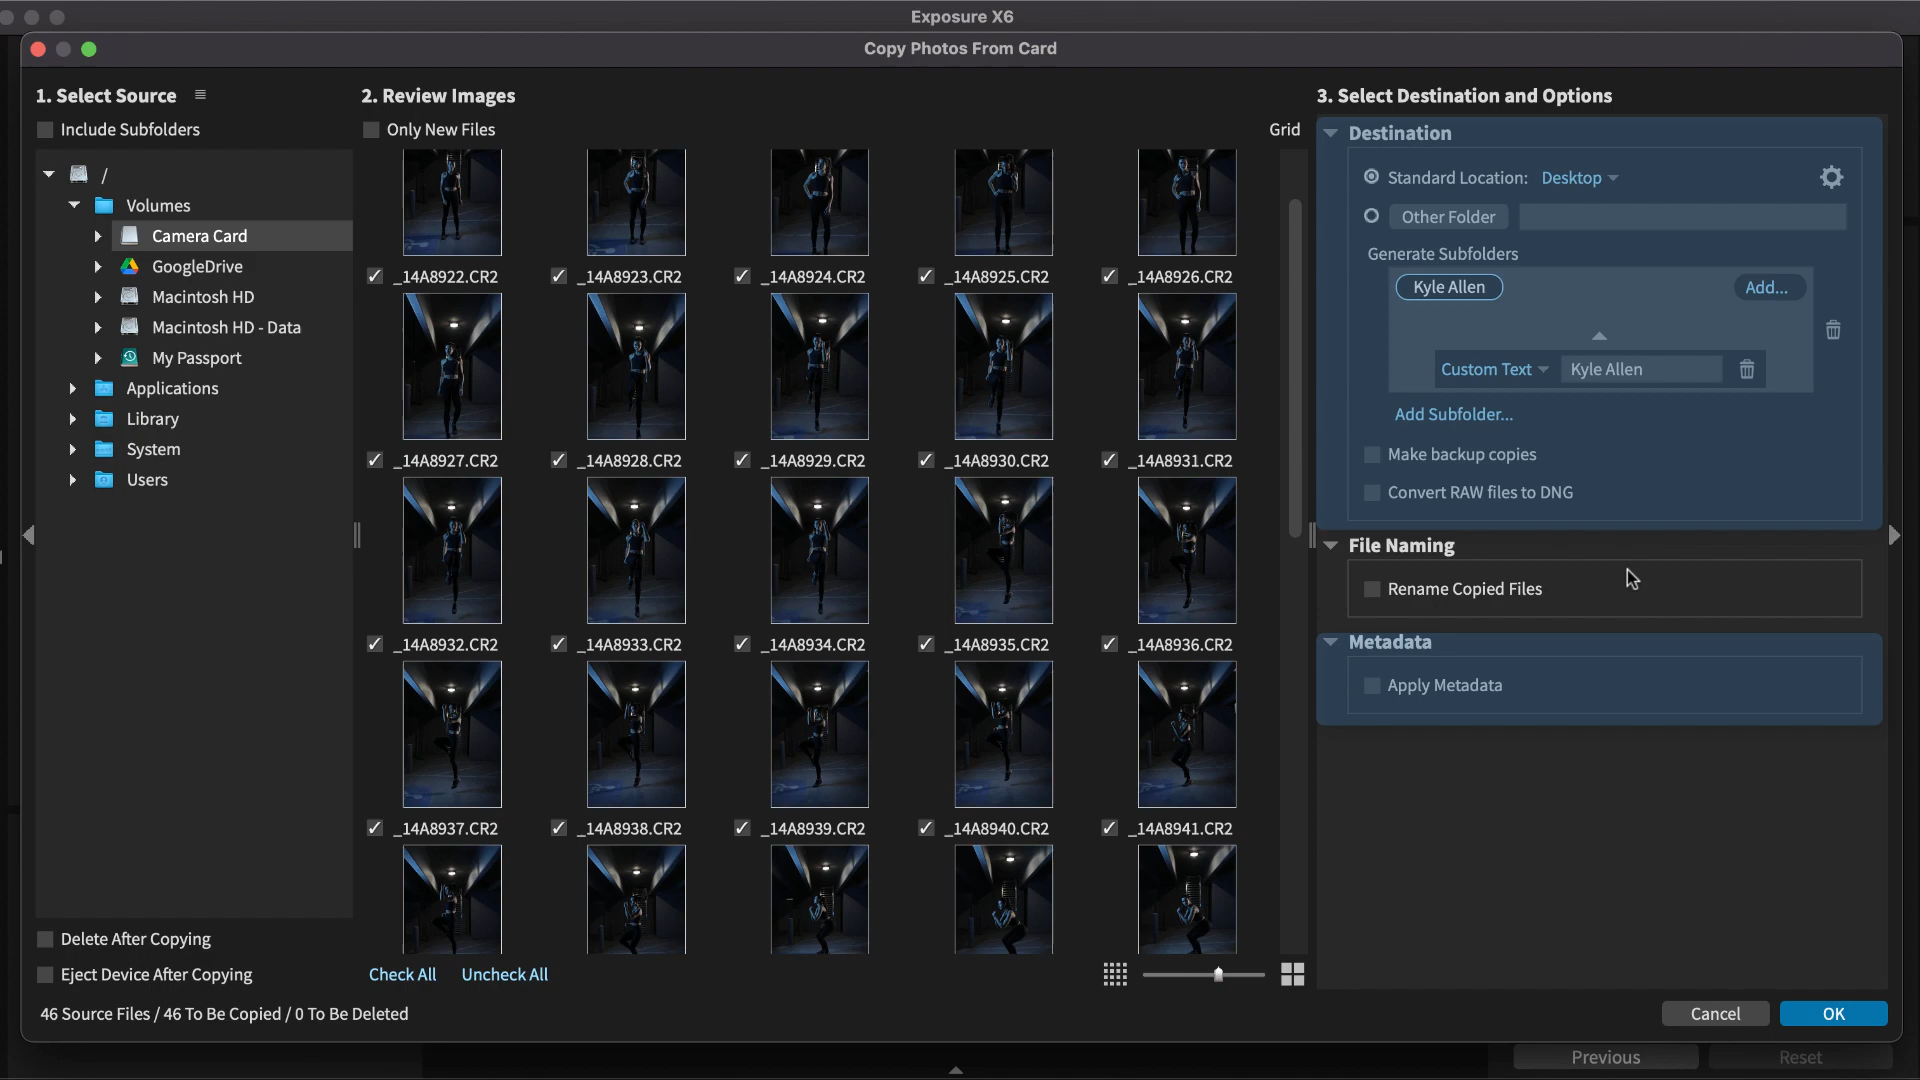 Exposure X6
Copy Photos From Card
1. Select Source
Include Subfolders
/
Volumes
Camera Card
GoogleDrive
Macintosh HD
Macintosh HD - Data
My Passport
Applications
Library
System
Users
Delete After Copying
Eject Device After Copying
46 Source Files / 46 To Be Copied / 0 To Be Deleted
2. Review Images
Only New Files
Grid
_14A8922.CR2 _14A8923.CR2 _14A8924.CR2 _14A8925.CR2 _14A8926.CR2
_14A8927.CR2 _14A8928.CR2 _14A8929.CR2 _14A8930.CR2 _14A8931.CR2
_14A8932.CR2 _14A8933.CR2 _14A8934.CR2 _14A8935.CR2 _14A8936.CR2
_14A8937.CR2 _14A8938.CR2 _14A8939.CR2 _14A8940.CR2 _14A8941.CR2
Check All Uncheck All
3. Select Destination and Options
Destination
Standard Location: Desktop
Other Folder
Generate Subfolders
Kyle Allen Add...
Custom Text Kyle Allen
Add Subfolder...
Make backup copies
Convert RAW files to DNG
File Naming
Rename Copied Files
Metadata
Apply Metadata
Cancel OK
Previous Reset